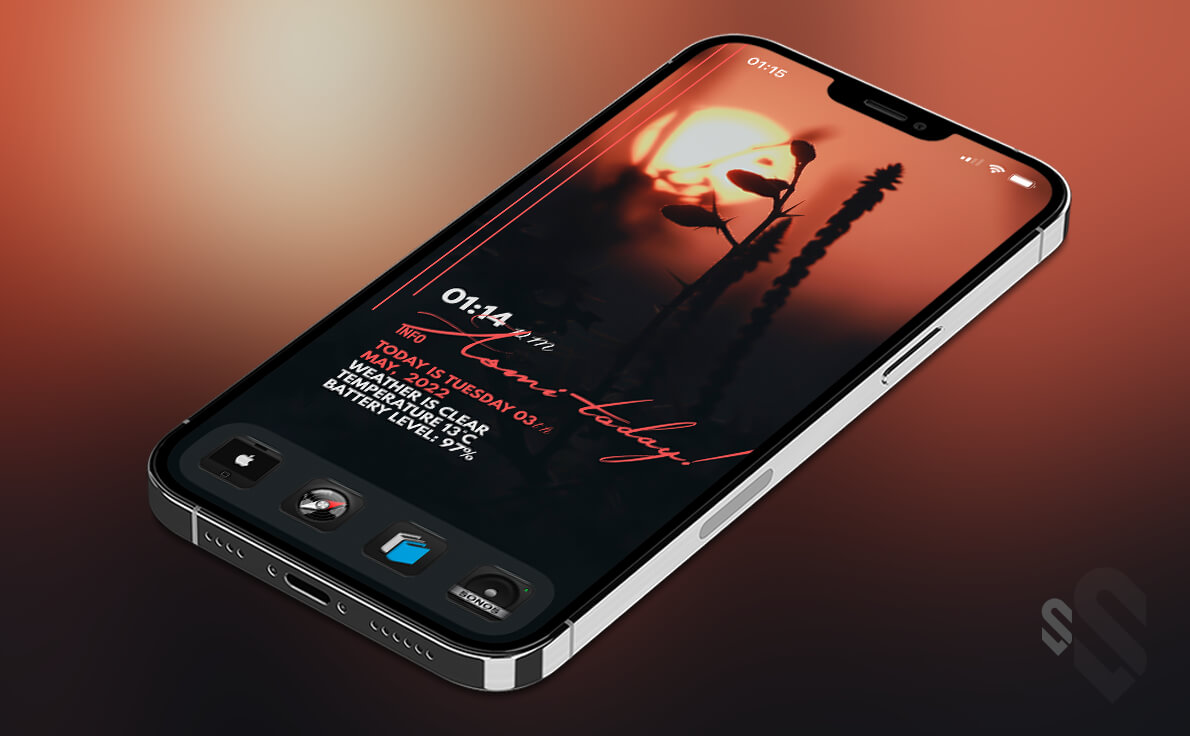 01:15
01:14 pm
INFO
Homi today!
TODAY IS TUESDAY 03th
MAY, 2022
WEATHER IS CLEAR
TEMPERATURE 13°C
BATTERY LEVEL: 97%
SONOS